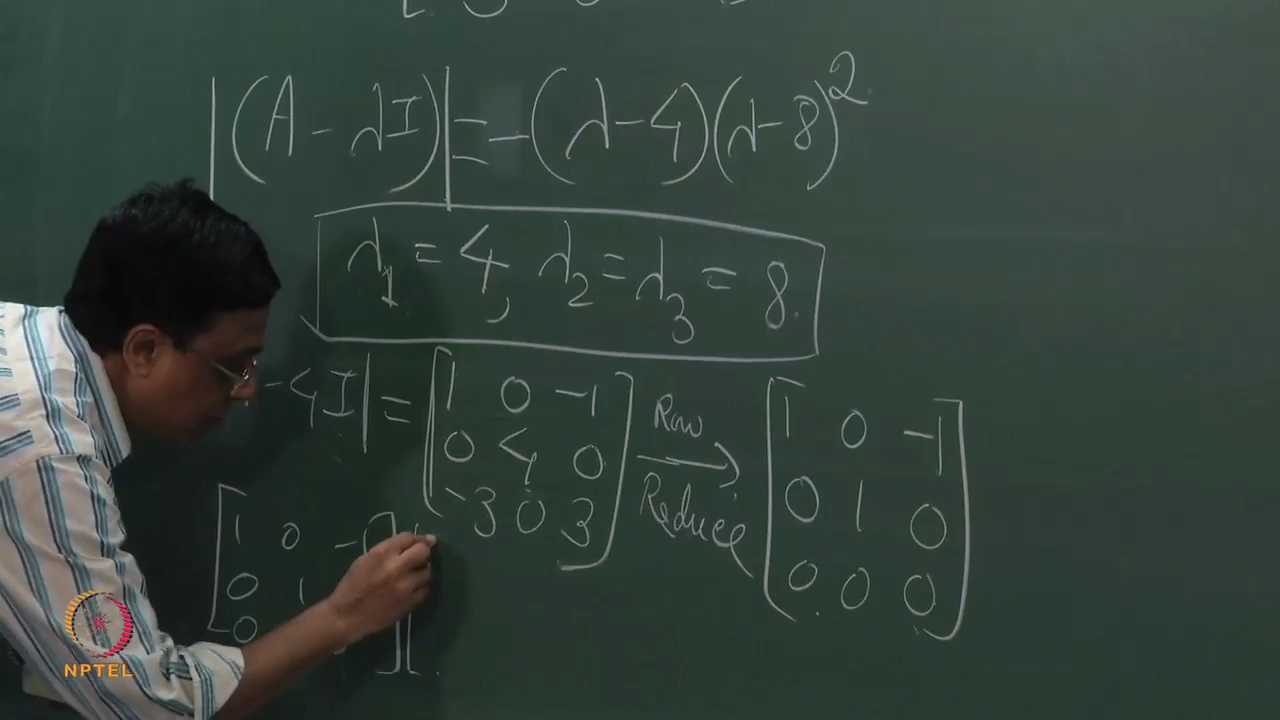 |(A - λI)| = -(λ-4)(λ-8)²
λ₁ = 4, λ₂ = λ₃ = 8.
-4I| = [1 0 -1 Row Reduce → [1 0 -1
0 4 0 0 1 0
-3 0 3] 0 0 0]
[1 0 -1
0 1
0
NPTEL